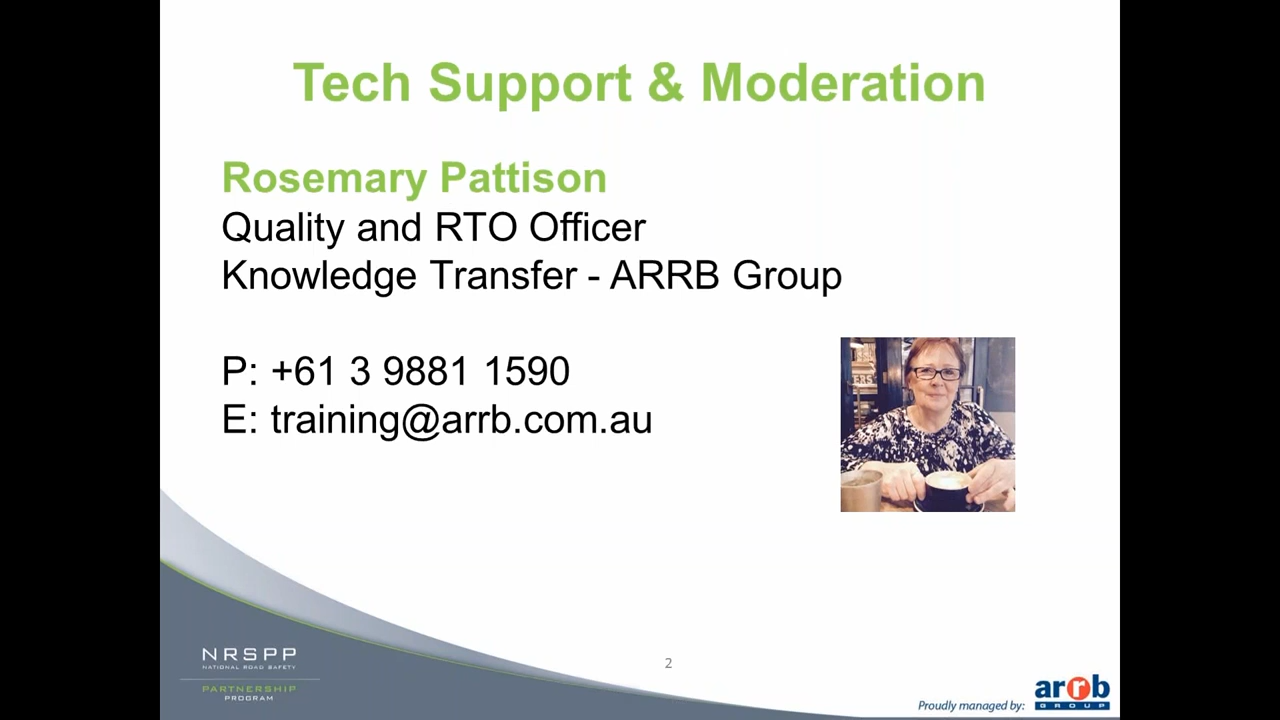 Tech Support & Moderation
Rosemary Pattison
Quality and RTO Officer
Knowledge Transfer - ARRB Group
P: +61 3 9881 1590
E: training@arrb.com.au
NRSPP
NATIONAL ROAD SAFETY
PARTNERSHIP
PROGRAM
2
Proudly managed by:
arrb
GROUP